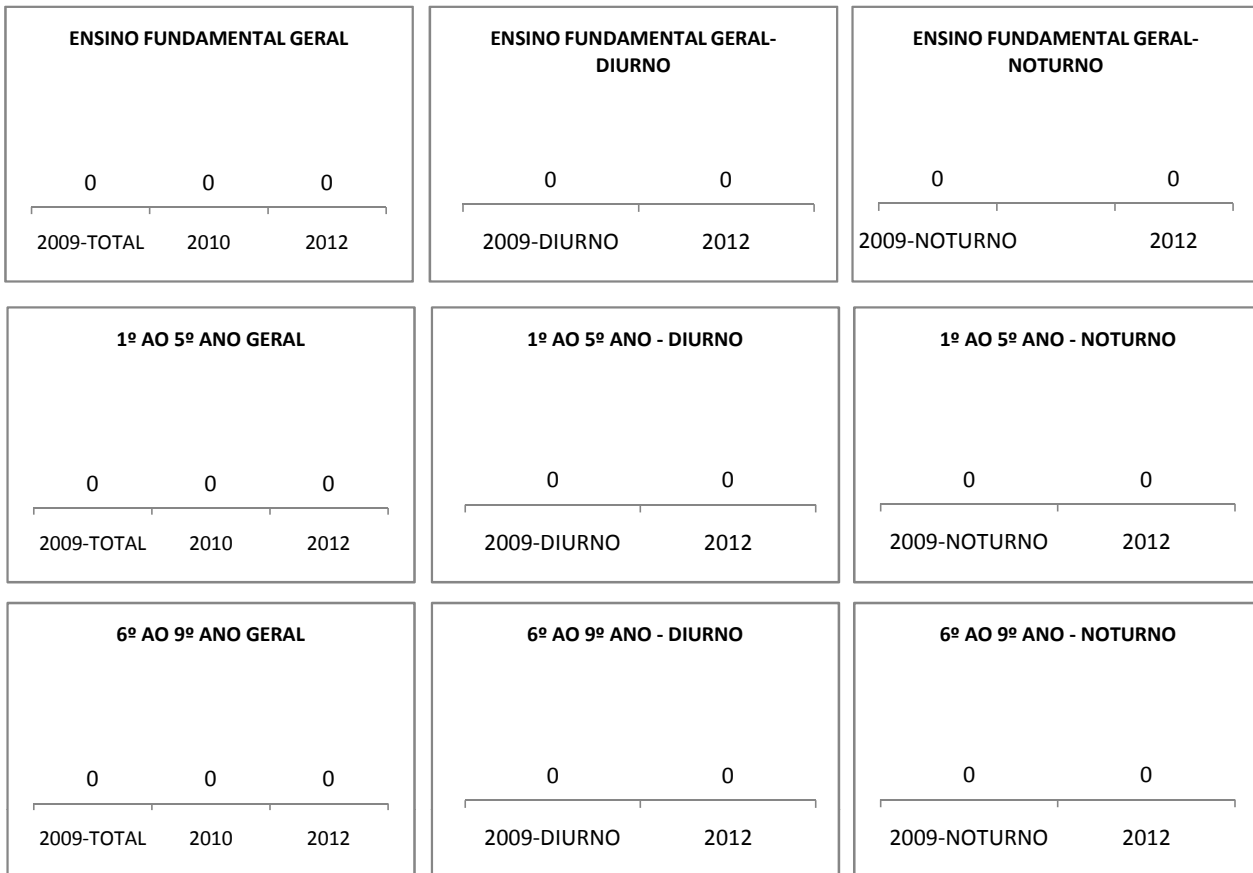 ENSINO FUNDAMENTAL GERAL
0 0 0
2009-TOTAL 2010 2012
ENSINO FUNDAMENTAL GERAL-
DIURNO
0 0
2009-DIURNO 2012
ENSINO FUNDAMENTAL GERAL-
NOTURNO
0 0
2009-NOTURNO 2012
1º AO 5º ANO GERAL
0 0 0
2009-TOTAL 2010 2012
1º AO 5º ANO - DIURNO
0 0
2009-DIURNO 2012
1º AO 5º ANO - NOTURNO
0 0
2009-NOTURNO 2012
6º AO 9º ANO GERAL
0 0 0
2009-TOTAL 2010 2012
6º AO 9º ANO - DIURNO
0 0
2009-DIURNO 2012
6º AO 9º ANO - NOTURNO
0 0
2009-NOTURNO 2012